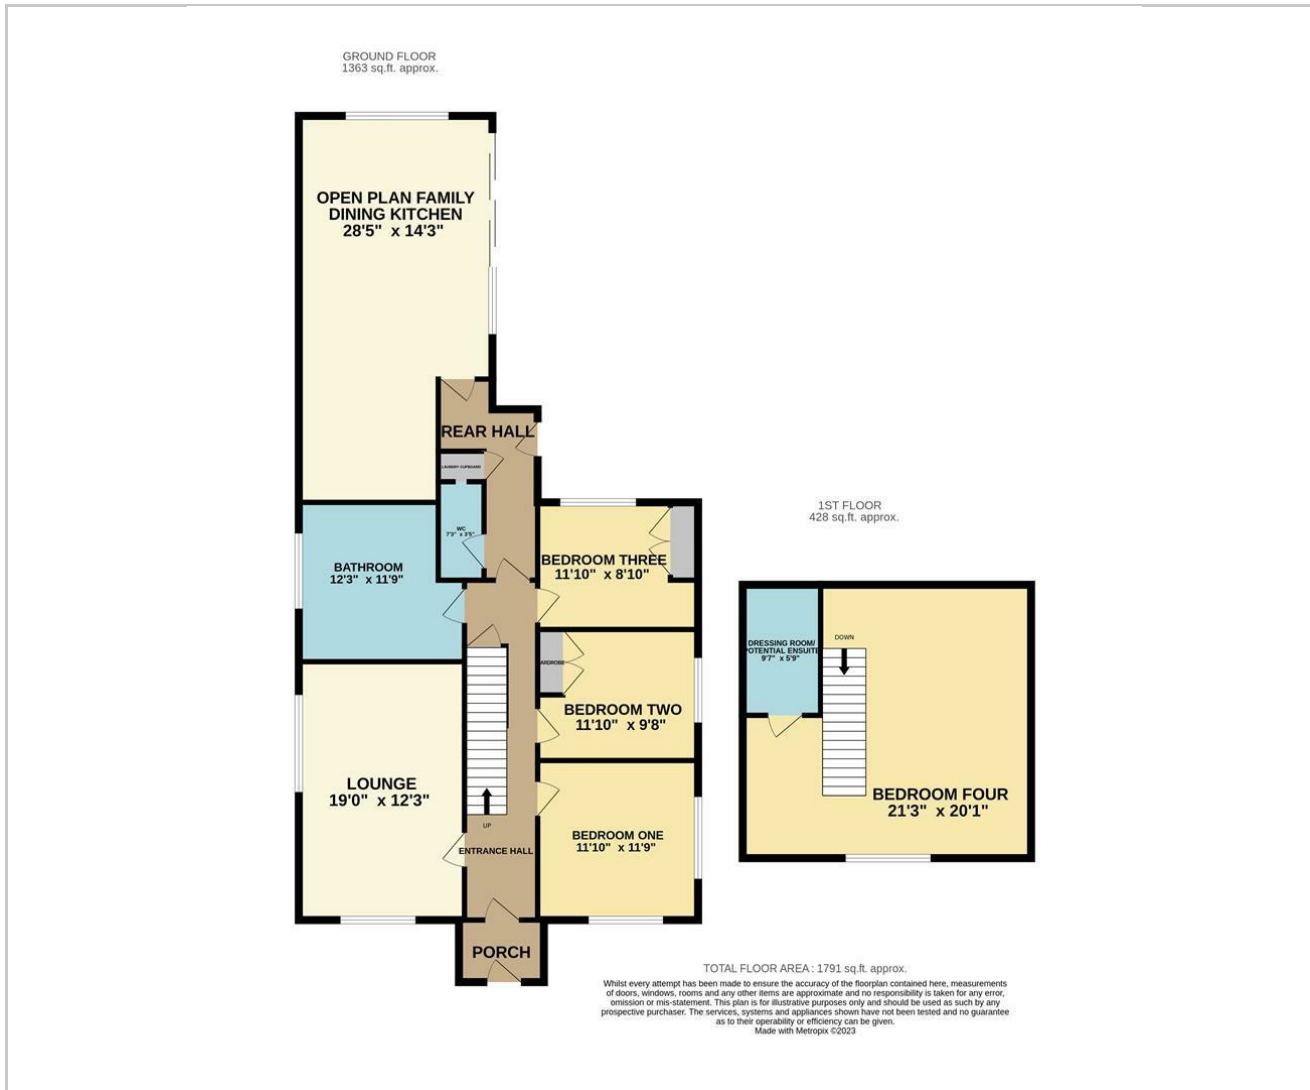 GROUND FLOOR
1363 sq.ft. approx.
OPEN PLAN FAMILY
DINING KITCHEN
28'5" x 14'3"
REAR HALL
LAUNDRY CUPBOARD
WC
7'3" x 3'5"
BATHROOM
12'3" x 11'9"
BEDROOM THREE
11'10" x 8'10"
ARDROBE
BEDROOM TWO
11'10" x 9'8"
LOUNGE
19'0" x 12'3"
UP
ENTRANCE HALL
BEDROOM ONE
11'10" x 11'9"
PORCH
1ST FLOOR
428 sq.ft. approx.
DRESSING ROOM/
POTENTIAL ENSUITE
9'7" x 5'9"
DOWN
BEDROOM FOUR
21'3" x 20'1"
TOTAL FLOOR AREA : 1791 sq.ft. approx.
Whilst every attempt has been made to ensure the accuracy of the floorplan contained here, measurements
of doors, windows, rooms and any other items are approximate and no responsibility is taken for any error,
omission or mis-statement. This plan is for illustrative purposes only and should be used as such by any
prospective purchaser. The services, systems and appliances shown have not been tested and no guarantee
as to their operability or efficiency can be given.
Made with Metropix ©2023